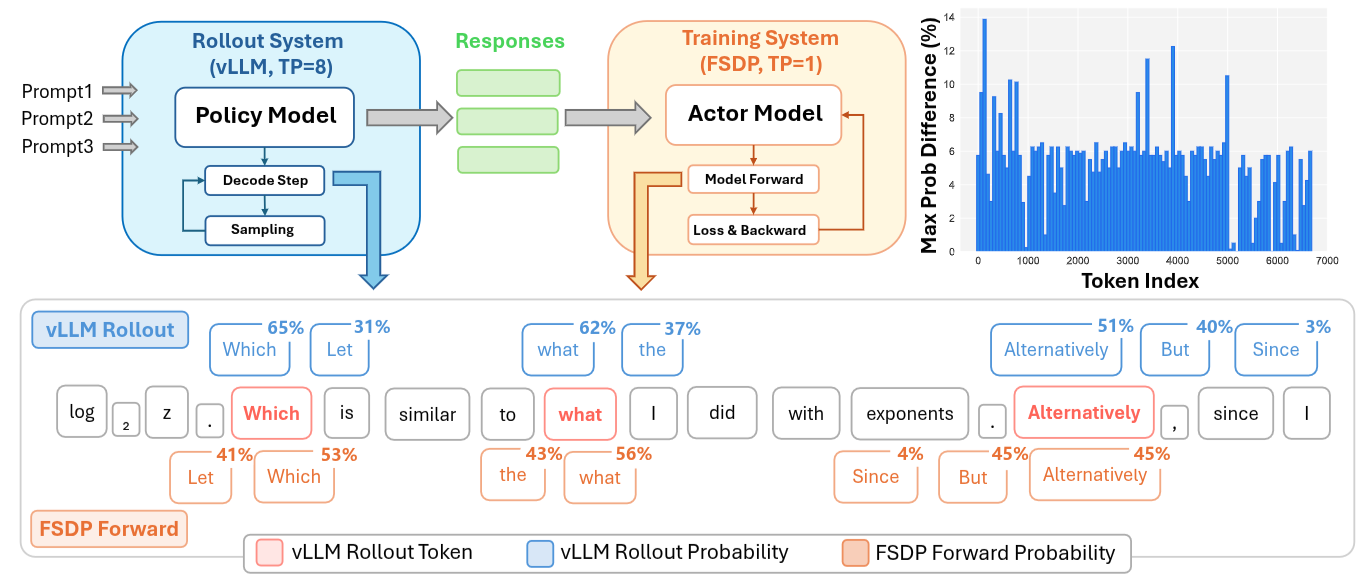 Rollout System
(vLLM, TP=8)
Prompt1
Prompt2
Prompt3
Policy Model
Decode Step
Sampling
Responses
Training System
(FSDP, TP=1)
Actor Model
Model Forward
Loss & Backward
Max Prob Difference (%)
14
12
10
8
6
4
2
0
0 1000 2000 3000 4000 5000 6000 7000
Token Index
vLLM Rollout
65% 31% 62% 37% 51% 40% 3%
Which Let what the Alternatively But Since
log ₂ z . Which is similar to what I did with exponents . Alternatively , since I
41% 53% 43% 56% 4% 45% 45%
Let Which the what Since But Alternatively
FSDP Forward
vLLM Rollout Token vLLM Rollout Probability FSDP Forward Probability